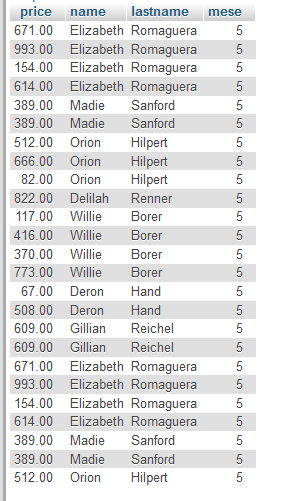 price name lastname mese
671.00 Elizabeth Romaguera 5
993.00 Elizabeth Romaguera 5
154.00 Elizabeth Romaguera 5
614.00 Elizabeth Romaguera 5
389.00 Madie Sanford 5
389.00 Madie Sanford 5
512.00 Orion Hilpert 5
666.00 Orion Hilpert 5
82.00 Orion Hilpert 5
822.00 Delilah Renner 5
117.00 Willie Borer 5
416.00 Willie Borer 5
370.00 Willie Borer 5
773.00 Willie Borer 5
67.00 Deron Hand 5
508.00 Deron Hand 5
609.00 Gillian Reichel 5
609.00 Gillian Reichel 5
671.00 Elizabeth Romaguera 5
993.00 Elizabeth Romaguera 5
154.00 Elizabeth Romaguera 5
614.00 Elizabeth Romaguera 5
389.00 Madie Sanford 5
389.00 Madie Sanford 5
512.00 Orion Hilpert 5